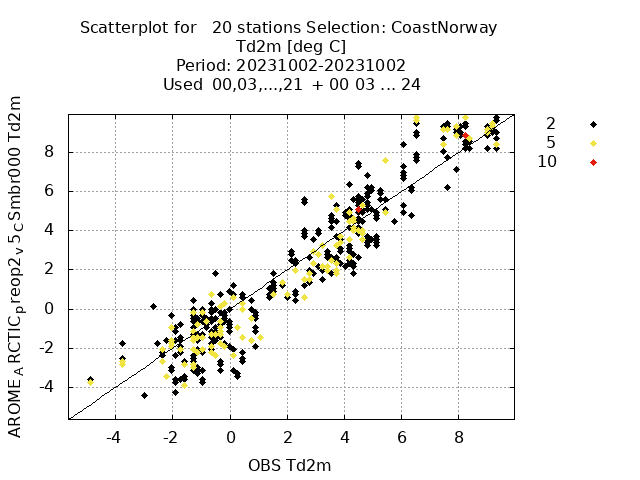 Scatterplot for 20 stations Selection: CoastNorway
Td2m [deg C]
Period: 20231002-20231002
Used 00,03,...,21 + 00 03 ... 24
2
5
10
8
6
4
2
0
-2
-4
AROME_ARCTIC_preop2_v5_CSmbr000 Td2m
-4 -2 0 2 4 6 8
OBS Td2m